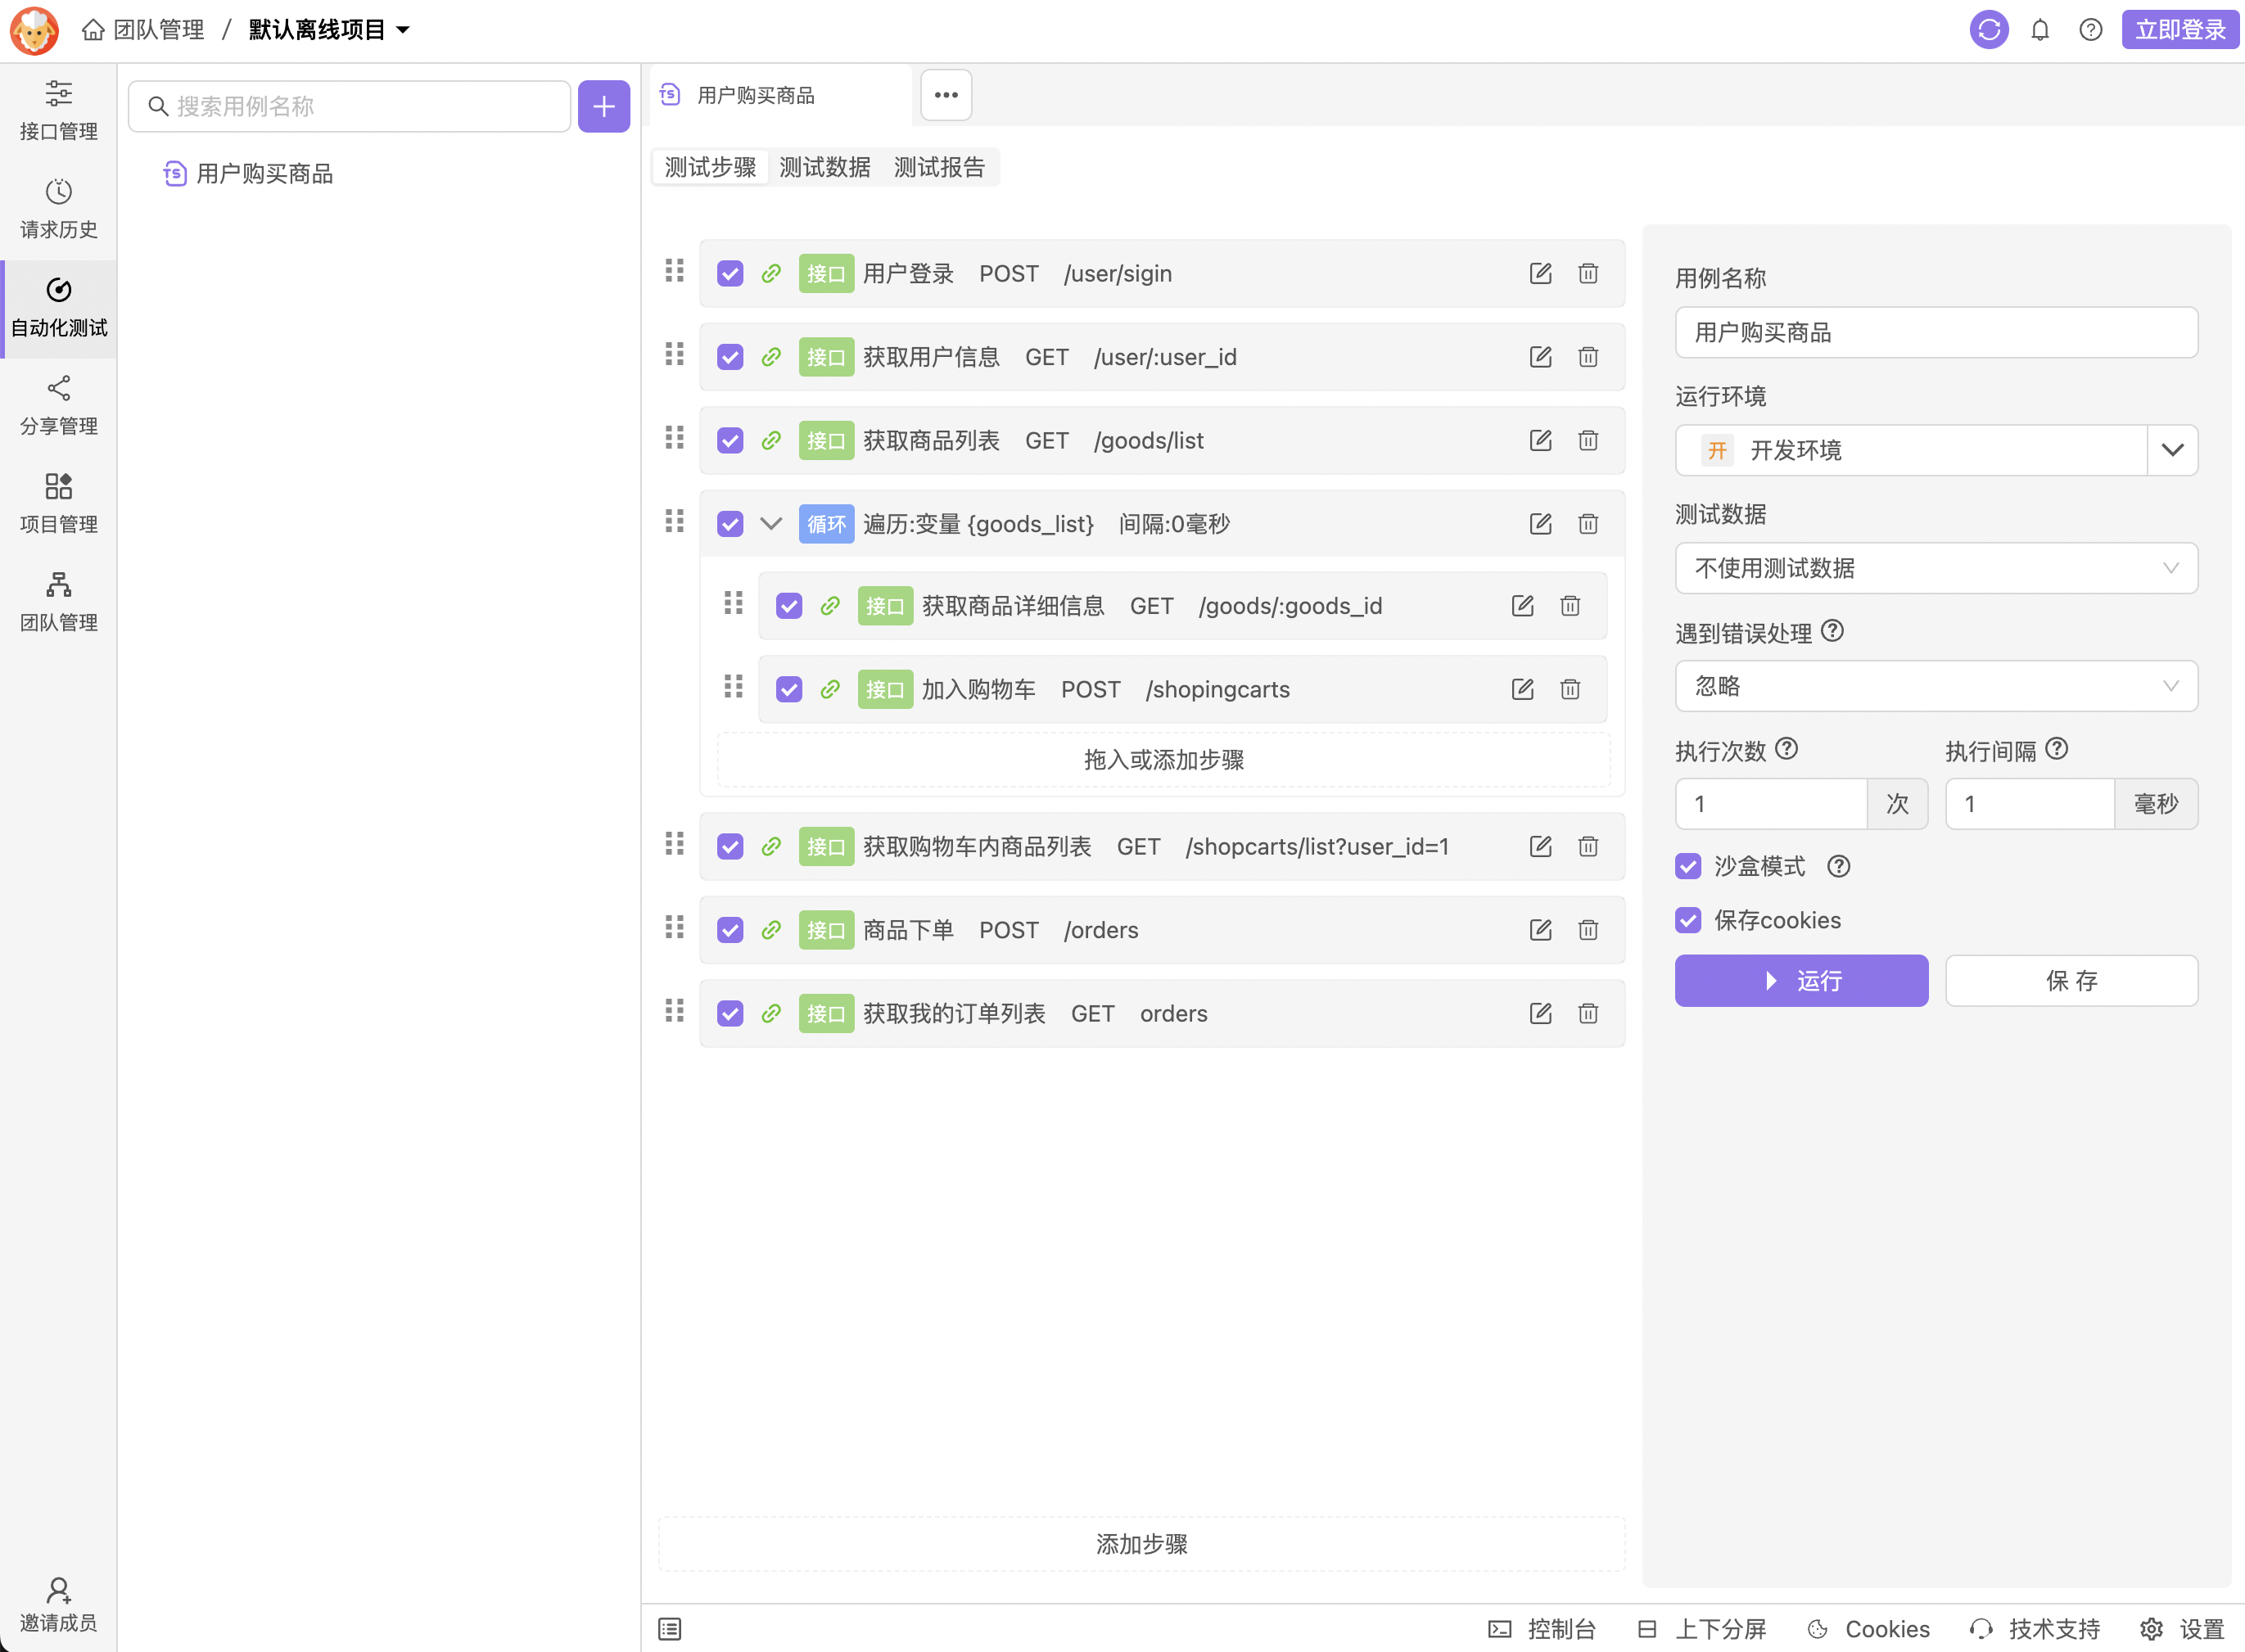 团队管理 / 默认离线项目
立即登录
接口管理
请求历史
自动化测试
分享管理
项目管理
团队管理
邀请成员
搜索用例名称
TS 用户购买商品
TS 用户购买商品
测试步骤 测试数据 测试报告
接口 用户登录 POST /user/sigin
接口 获取用户信息 GET /user/:user_id
接口 获取商品列表 GET /goods/list
循环 遍历:变量 {goods_list} 间隔:0毫秒
接口 获取商品详细信息 GET /goods/:goods_id
接口 加入购物车 POST /shopingcarts
拖入或添加步骤
接口 获取购物车内商品列表 GET /shopcarts/list?user_id=1
接口 商品下单 POST /orders
接口 获取我的订单列表 GET orders
添加步骤
用例名称
用户购买商品
运行环境
开 开发环境
测试数据
不使用测试数据
遇到错误处理
忽略
执行次数 执行间隔
1 次 1 毫秒
沙盒模式
保存cookies
运行 保 存
控制台 上下分屏 Cookies 技术支持 设置